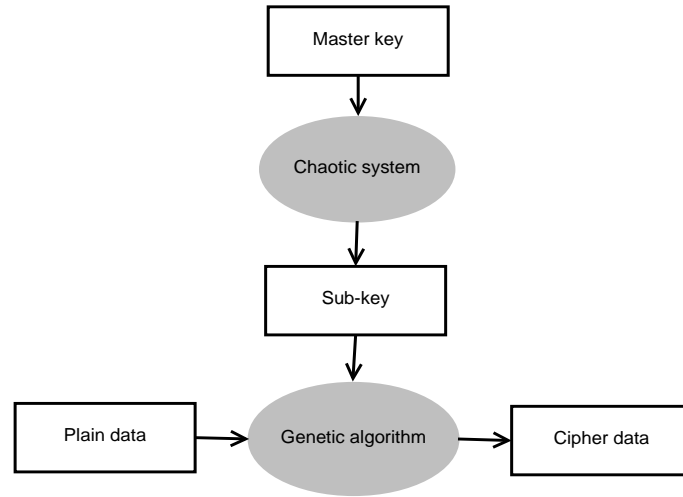 Master key
Chaotic system
Sub-key
Plain data
Genetic algorithm
Cipher data